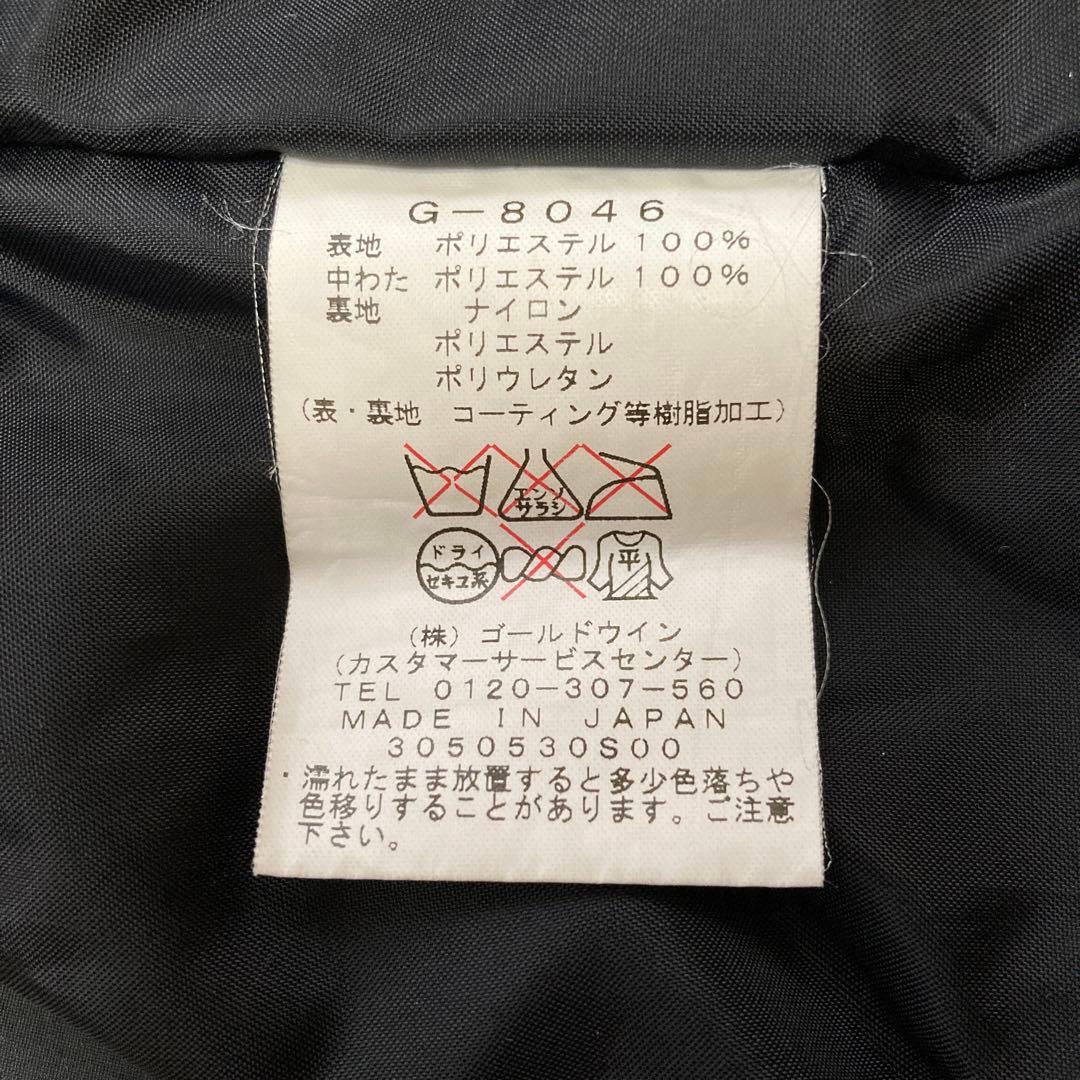 G-8046
表地 ポリエステル 100%
中わた ポリエステル 100%
裏地 ナイロン
ポリエステル
ポリウレタン
(表・裏地 コーティング等樹脂加工)
エンソ
サラシ
ドライ
セキユ系
平
(株) ゴールドウイン
(カスタマーサービスセンター)
TEL 0120-307-560
MADE IN JAPAN
3050530S00
・濡れたまま放置すると多少色落ちや
色移りすることがあります。ご注意
下さい。